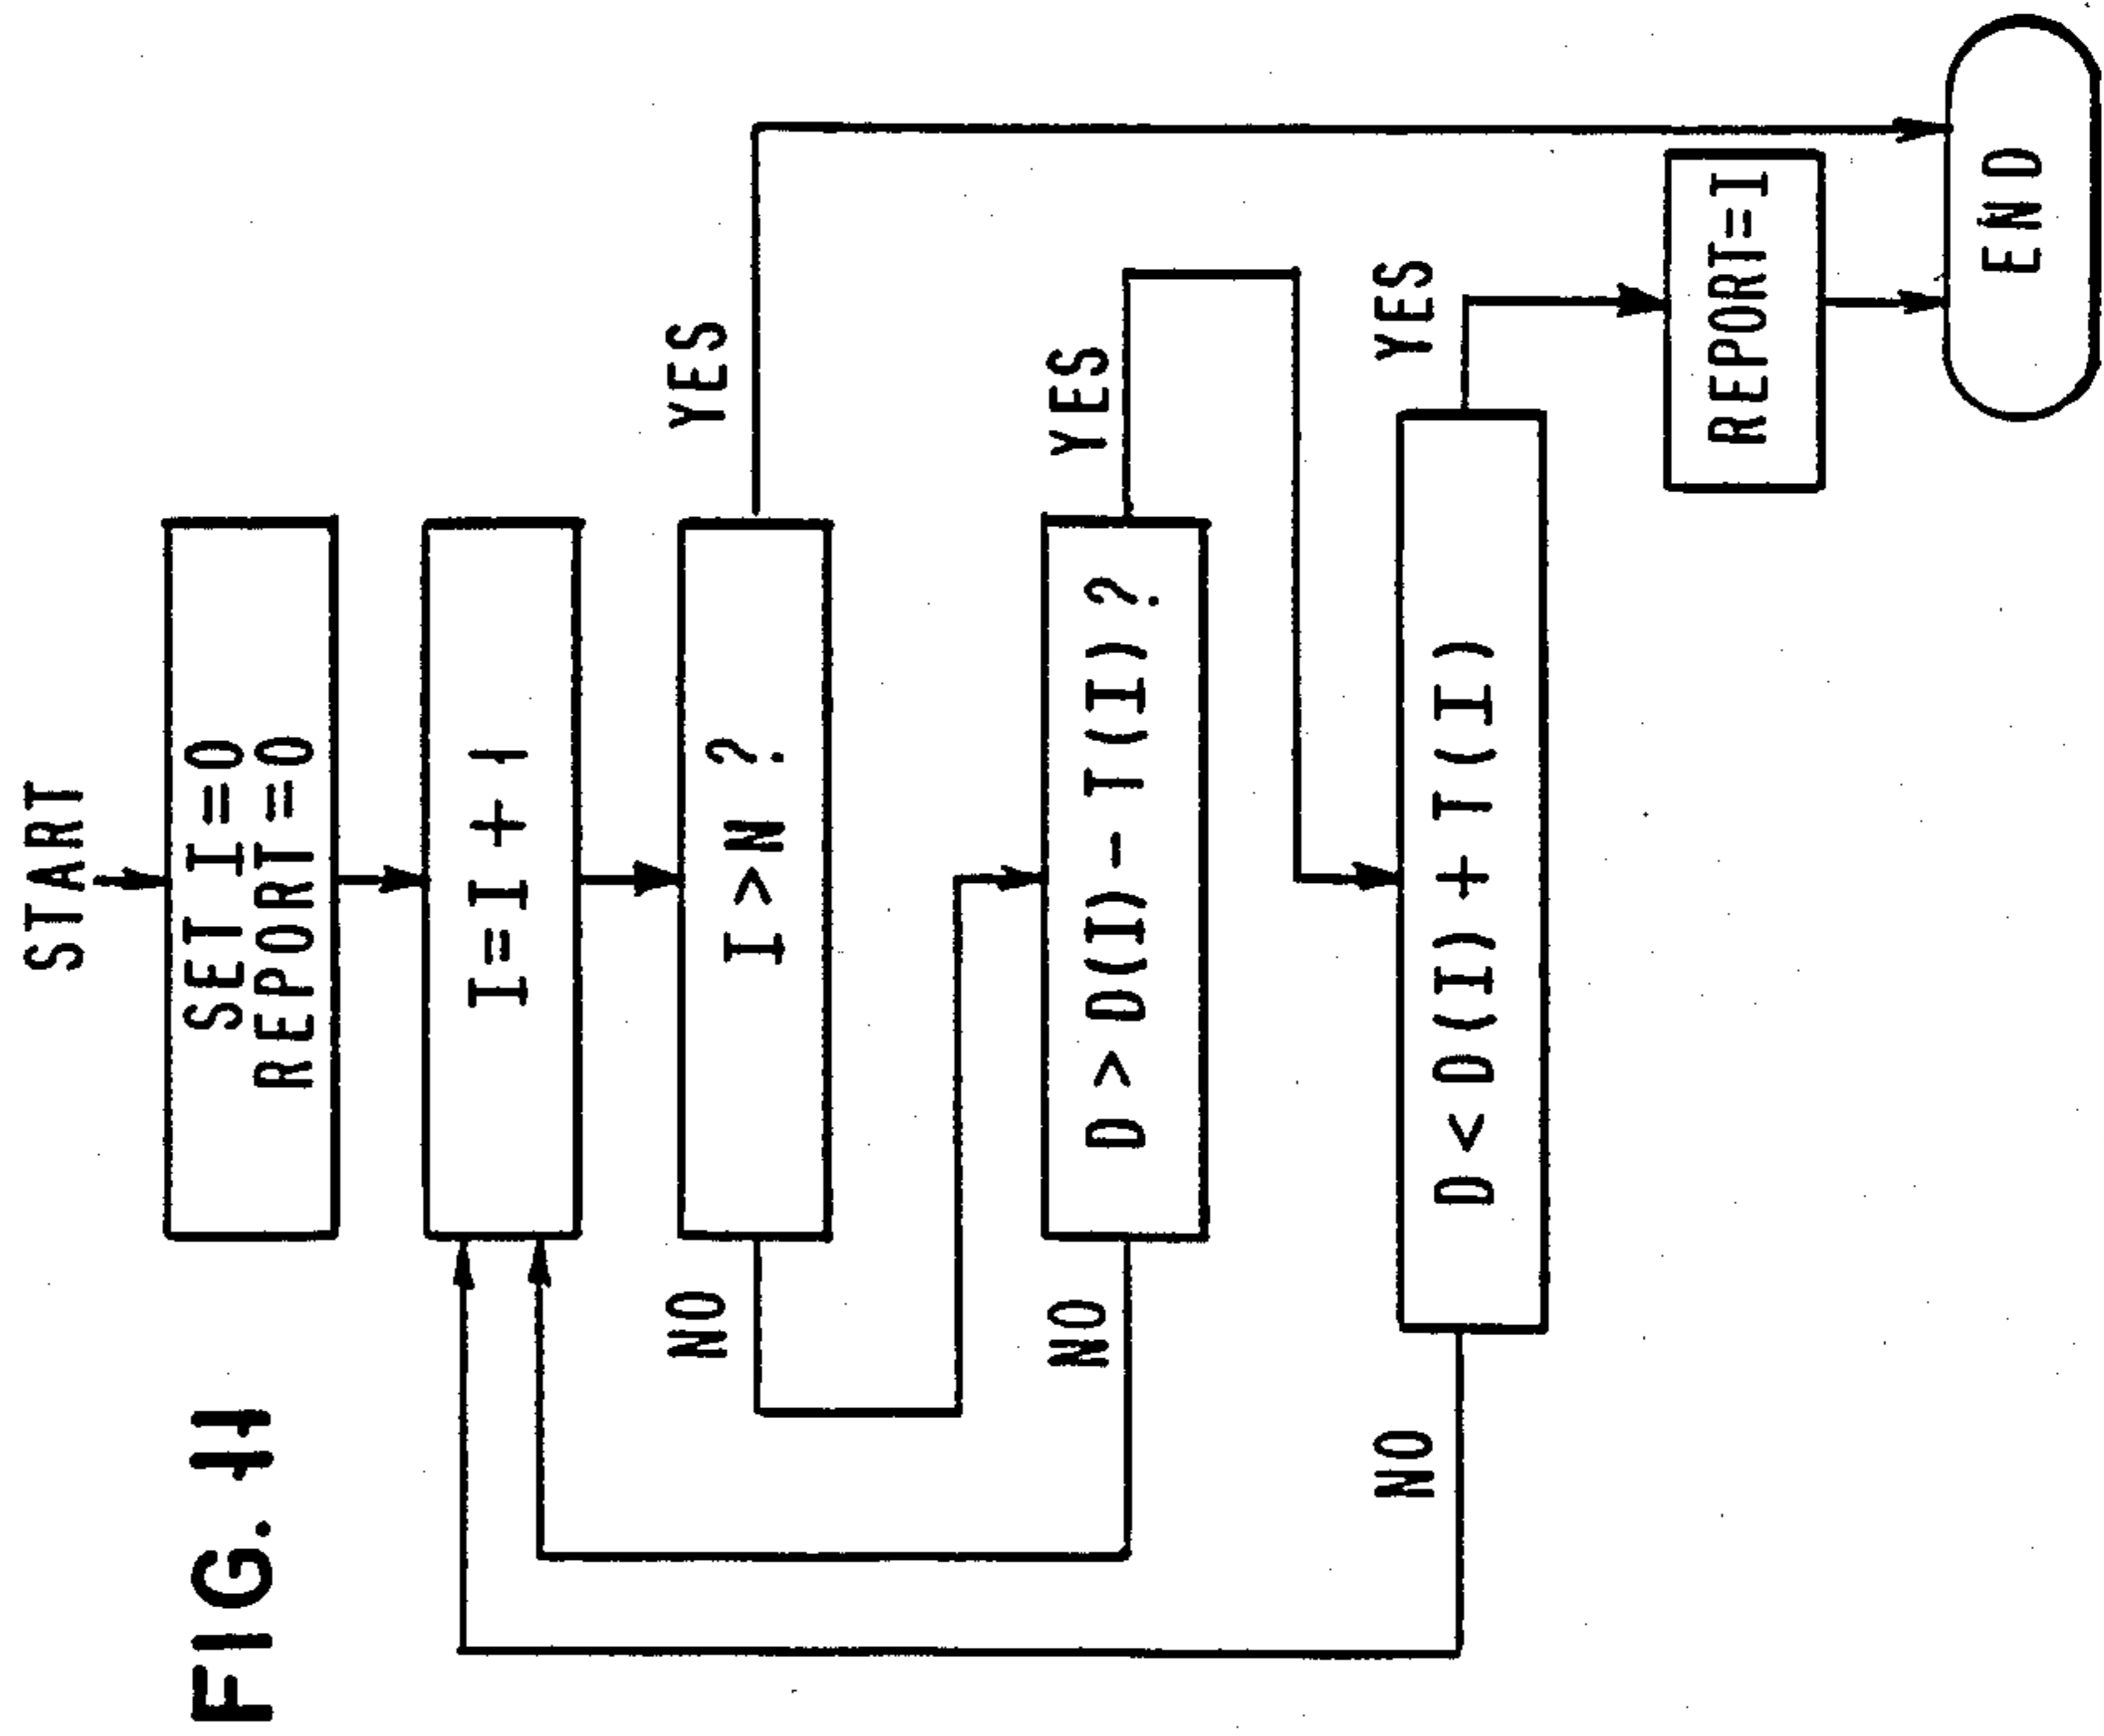 FIG. 11
START
SET I=0
REPORT=0
I=I+1
I>N ?
YES
NO
D>D(I)-T(I)?
YES
NO
D<D(I)+T(I)
YES
NO
REPORT=I
END